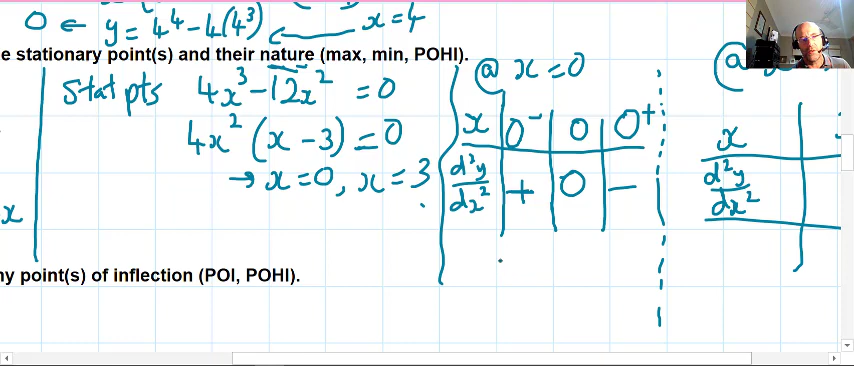 0 ← y = 4⁴ - 4(4³) ← x = 4
e stationary point(s) and their nature (max, min, POHI).
Stat pts 4x³ - 12x² = 0
4x² (x - 3) = 0
→ x = 0, x = 3
x
@ x = 0
x 0⁻ 0 0⁺
d²y/dx² + 0 -
@
x
d²y/dx²
ny point(s) of inflection (POI, POHI).